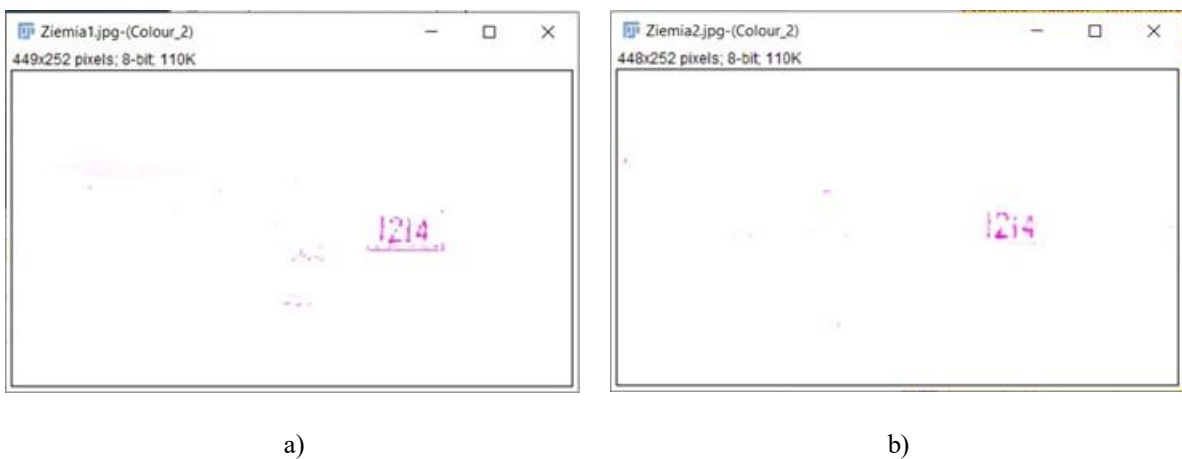 Ziemia1.jpg-(Colour_2)
449x252 pixels; 8-bit; 110K
1214
Ziemia2.jpg-(Colour_2)
448x252 pixels; 8-bit; 110K
1214
a)
b)